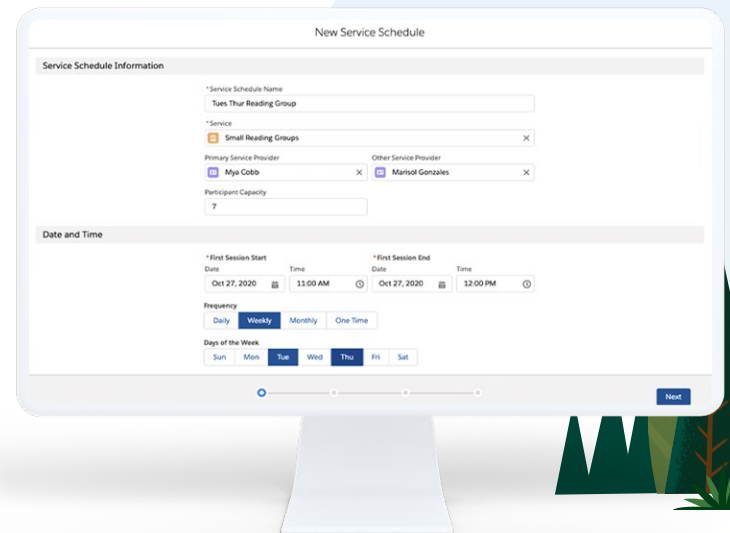 New Service Schedule
Service Schedule Information
*Service Schedule Name
Tues Thur Reading Group
*Service
Small Reading Groups
Primary Service Provider Other Service Provider
Mya Cobb Marisol Gonzales
Participant Capacity
7
Date and Time
*First Session Start *First Session End
Date Time Date Time
Oct 27, 2020 11:00 AM Oct 27, 2020 12:00 PM
Frequency
Daily Weekly Monthly One Time
Days of the Week
Sun Mon Tue Wed Thu Fri Sat
Next